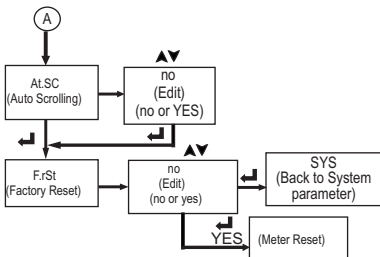 A
At.SC
(Auto Scrolling)
no
(Edit)
(no or YES)
F.rSt
(Factory Reset)
no
(Edit)
(no or yes)
SYS
(Back to System
parameter)
YES
(Meter Reset)